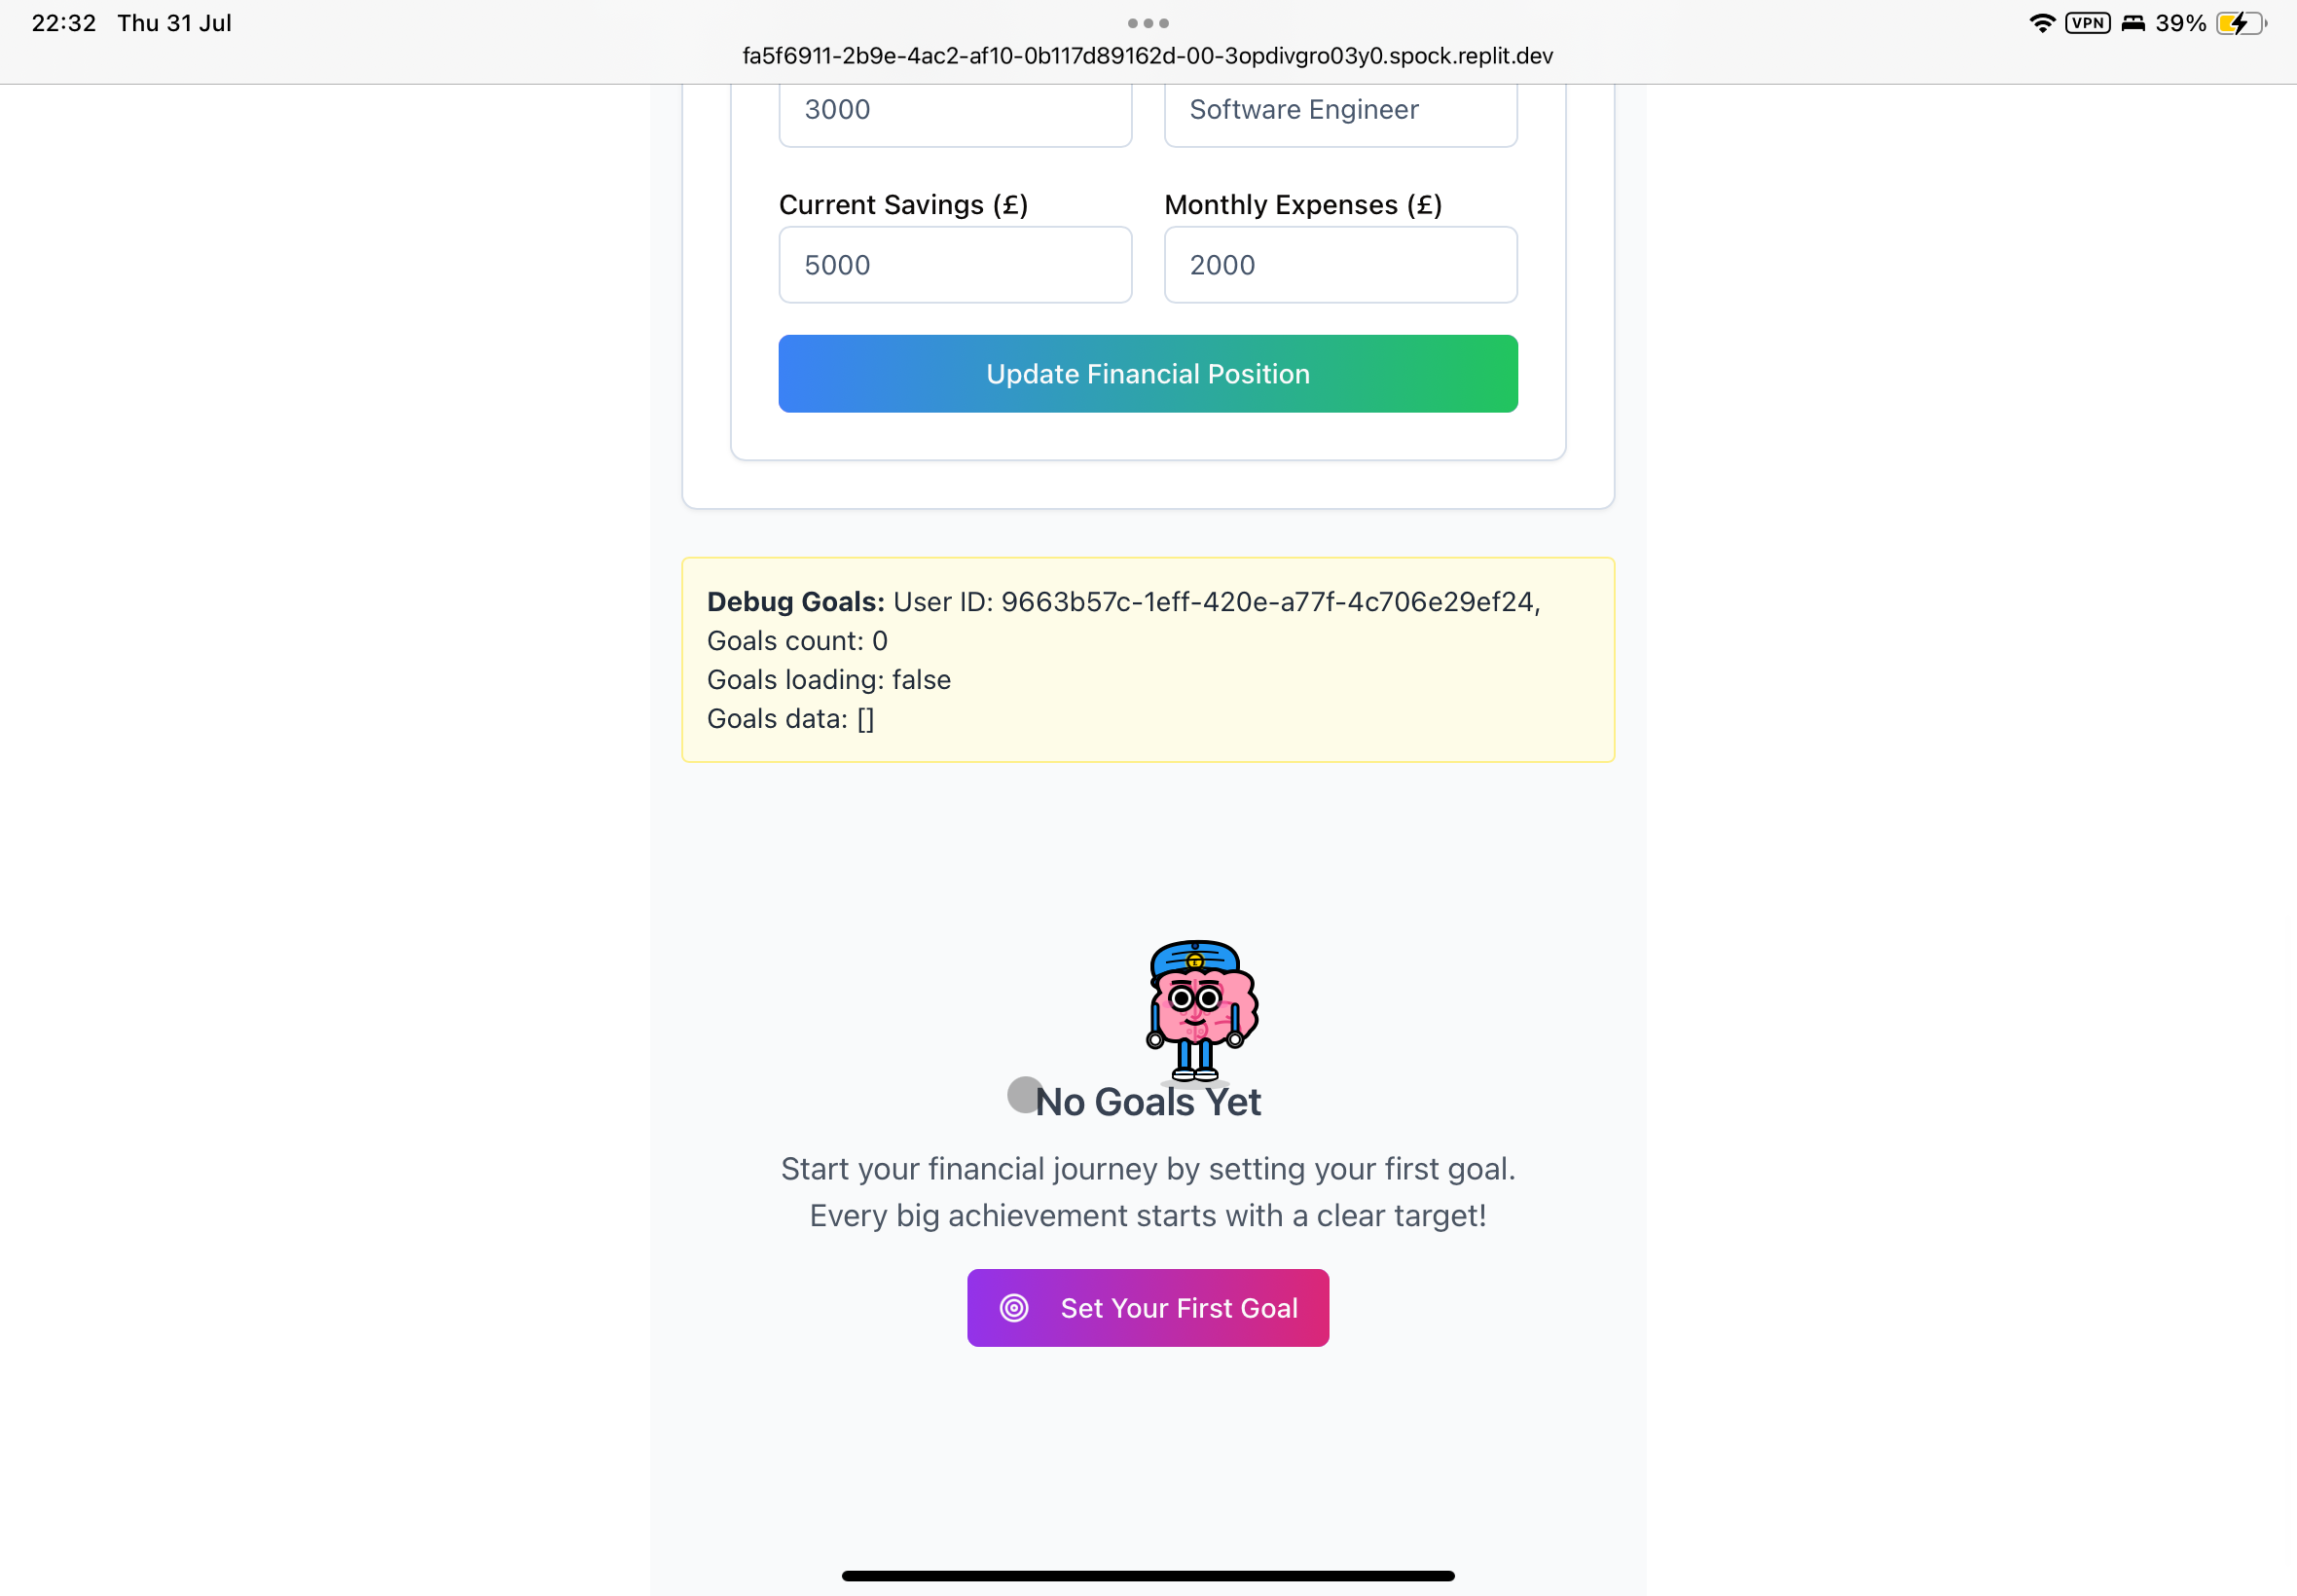 22:32 Thu 31 Jul
VPN 39%
fa5f6911-2b9e-4ac2-af10-0b117d89162d-00-3opdivgro03y0.spock.replit.dev
3000 Software Engineer
Current Savings (£) Monthly Expenses (£)
5000 2000
Update Financial Position
Debug Goals: User ID: 9663b57c-1eff-420e-a77f-4c706e29ef24,
Goals count: 0
Goals loading: false
Goals data: []
£
No Goals Yet
Start your financial journey by setting your first goal.
Every big achievement starts with a clear target!
Set Your First Goal